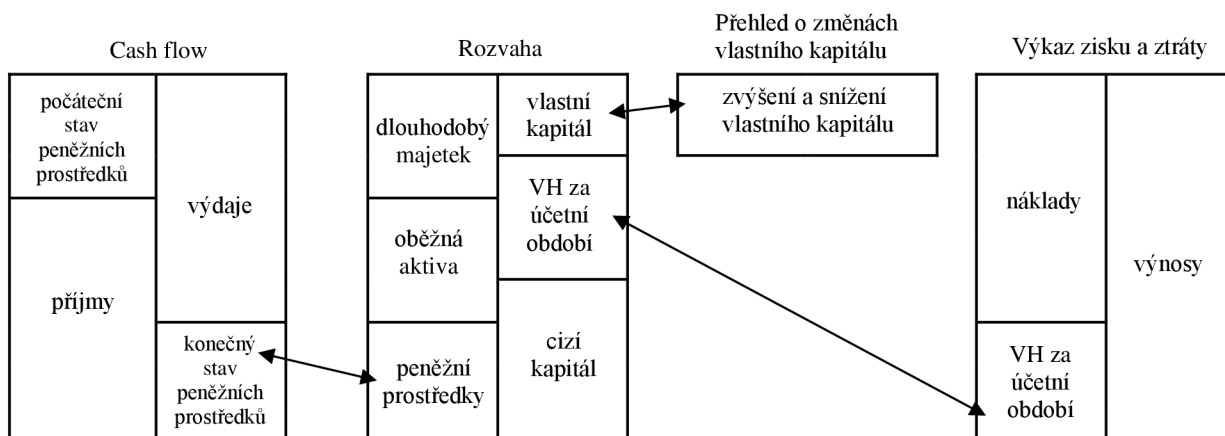 Cash flow
počáteční
stav
peněžních
prostředků
příjmy
výdaje
konečný
stav
peněžních
prostředků
Rozvaha
dlouhodobý
majetek
oběžná
aktiva
peněžní
prostředky
vlastní
kapitál
VH za
účetní
období
cizí
kapitál
Přehled o změnách
vlastního kapitálu
zvýšení a snížení
vlastního kapitálu
Výkaz zisku a ztráty
náklady
VH za
účetní
období
výnosy